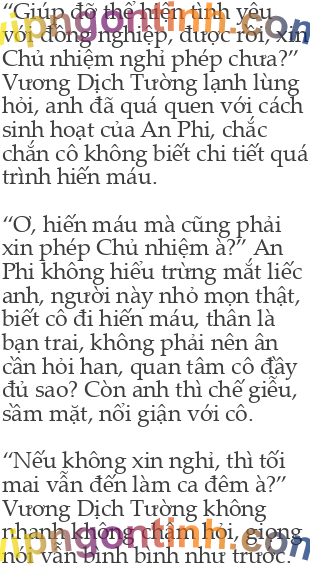 “Giúp đỡ thể hiện tình yêu
với đồng nghiệp, được rồi, xin
Chủ nhiệm nghỉ phép chưa?”
Vương Dịch Tường lạnh lùng
hỏi, anh đã quá quen với cách
sinh hoạt của An Phi, chắc
chắn cô không biết chi tiết quá
trình hiến máu.
“Ơ, hiến máu mà cũng phải
xin phép Chủ nhiệm à?” An
Phi không hiểu trừng mắt liếc
anh, người này nhỏ mọn thật,
biết cô đi hiến máu, thân là
bạn trai, không phải nên ân
cần hỏi han, quan tâm cô đầy
đủ sao? Còn anh thì chế giễu,
sầm mặt, nổi giận với cô.
“Nếu không xin nghỉ, thì tối
mai vẫn đến làm ca đêm à?”
Vương Dịch Tường không
nhanh không chậm hỏi, giọng
nói vẫn bình bình như trước.
vipngontinh.com
vipngontinh.com